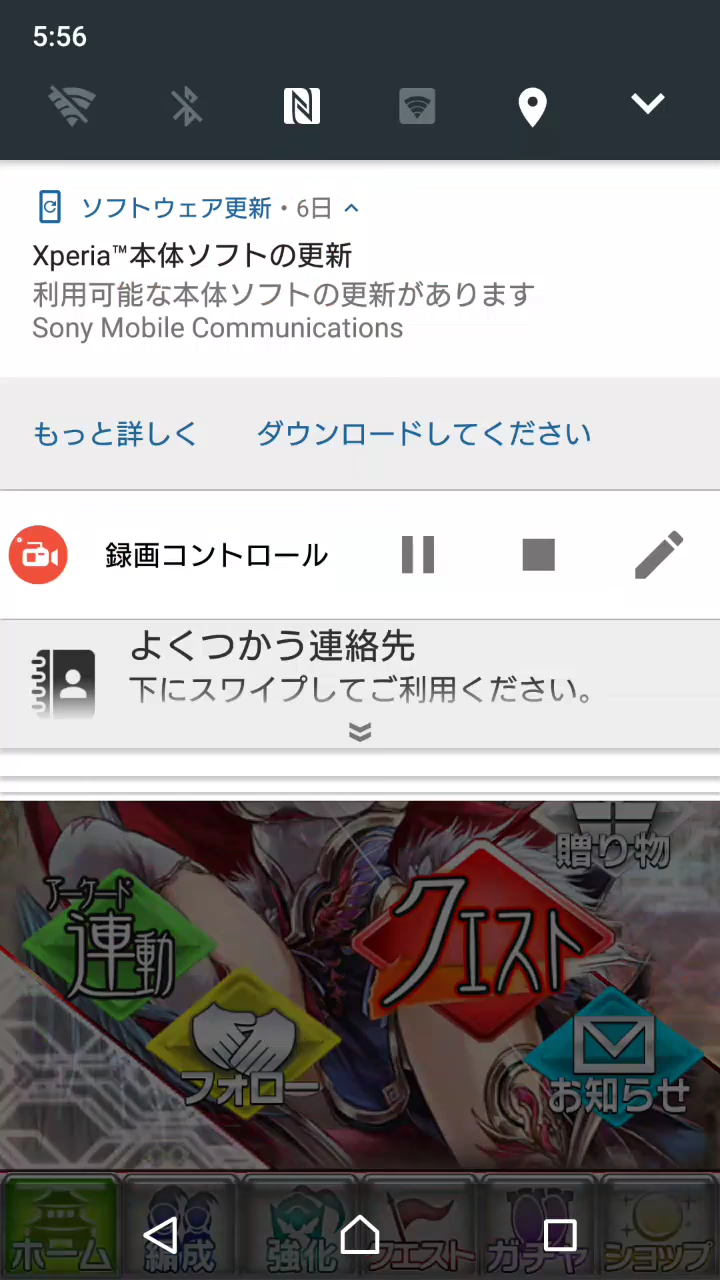 5:56
ソフトウェア更新・6日
Xperia™本体ソフトの更新
利用可能な本体ソフトの更新があります
Sony Mobile Communications
もっと詳しく ダウンロードしてください
録画コントロール
よくつかう連絡先
下にスワイプしてご利用ください。
贈り物
アーケード
連動
クエスト
フォロー
お知らせ
ホーム 編成 強化 クエスト ガチャ ショップ